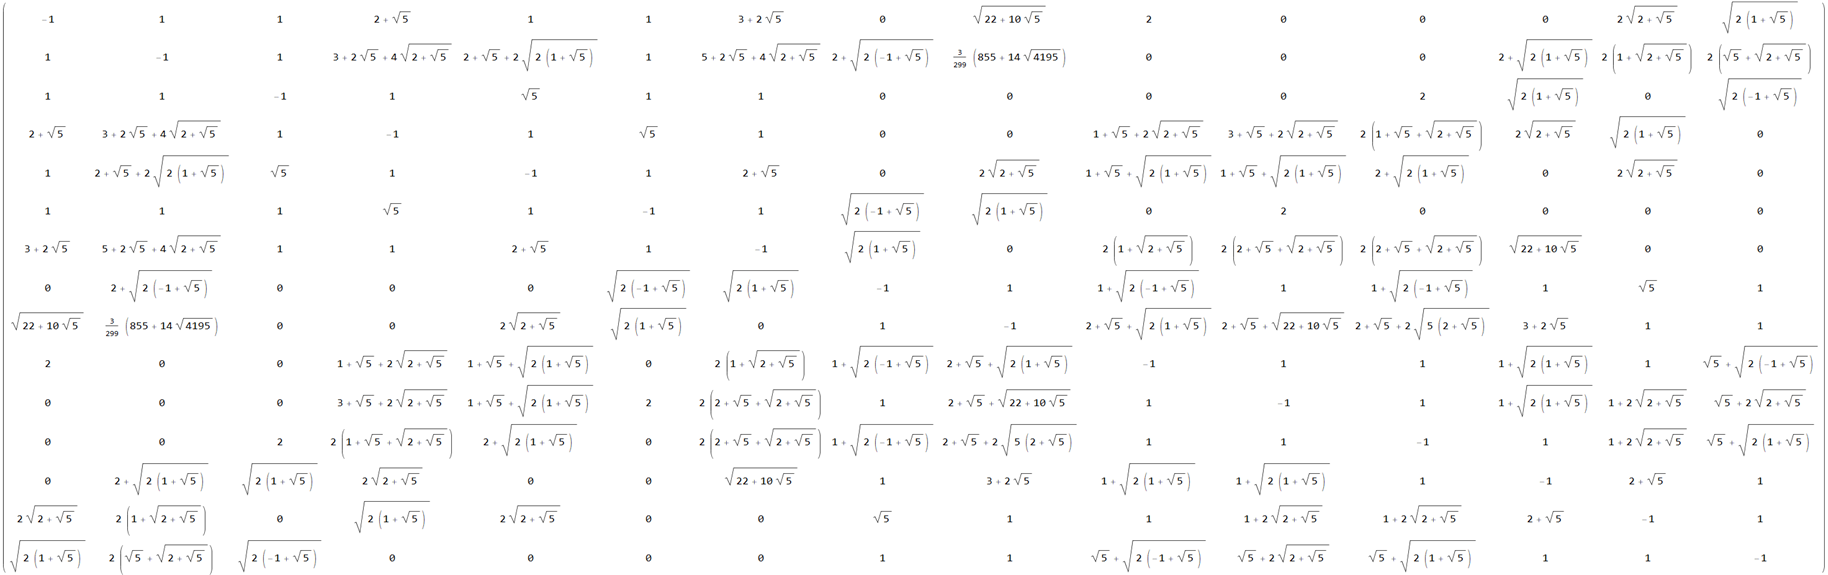 -1 1 1 2+√5 1 1 3+2√5 0 √(22+10√5) 2 0 0 0 2√(2+√5) √(2(1+√5))
1 -1 1 3+2√5+4√(2+√5) 2+√5+2√(2(1+√5)) 1 5+2√5+4√(2+√5) 2+√(2(-1+√5)) 3/299(855+14√4195) 0 0 0 2+√(2(1+√5)) 2(1+√(2+√5)) 2(√5+√(2+√5))
1 1 -1 1 √5 1 1 0 0 0 0 2 √(2(1+√5)) 0 √(2(-1+√5))
2+√5 3+2√5+4√(2+√5) 1 -1 1 √5 1 0 0 1+√5+2√(2+√5) 3+√5+2√(2+√5) 2(1+√5+√(2+√5)) 2√(2+√5) √(2(1+√5)) 0
1 2+√5+2√(2(1+√5)) √5 1 -1 1 2+√5 0 2√(2+√5) 1+√5+√(2(1+√5)) 1+√5+√(2(1+√5)) 2+√(2(1+√5)) 0 2√(2+√5) 0
1 1 1 √5 1 -1 1 √(2(-1+√5)) √(2(1+√5)) 0 2 0 0 0 0
3+2√5 5+2√5+4√(2+√5) 1 1 2+√5 1 -1 √(2(1+√5)) 0 2(1+√(2+√5)) 2(2+√5+√(2+√5)) 2(2+√5+√(2+√5)) √(22+10√5) 0 0
0 2+√(2(-1+√5)) 0 0 0 √(2(-1+√5)) √(2(1+√5)) -1 1 1+√(2(-1+√5)) 1 1+√(2(-1+√5)) 1 √5 1
√(22+10√5) 3/299(855+14√4195) 0 0 2√(2+√5) √(2(1+√5)) 0 1 -1 2+√5+√(2(1+√5)) 2+√5+√(22+10√5) 2+√5+2√(5(2+√5)) 3+2√5 1 1
2 0 0 1+√5+2√(2+√5) 1+√5+√(2(1+√5)) 0 2(1+√(2+√5)) 1+√(2(-1+√5)) 2+√5+√(2(1+√5)) -1 1 1 1+√(2(1+√5)) 1 √5+√(2(-1+√5))
0 0 0 3+√5+2√(2+√5) 1+√5+√(2(1+√5)) 2 2(2+√5+√(2+√5)) 1 2+√5+√(22+10√5) 1 -1 1 1+√(2(1+√5)) 1+2√(2+√5) √5+2√(2+√5)
0 0 2 2(1+√5+√(2+√5)) 2+√(2(1+√5)) 0 2(2+√5+√(2+√5)) 1+√(2(-1+√5)) 2+√5+2√(5(2+√5)) 1 1 -1 1 1+2√(2+√5) √5+√(2(1+√5))
0 2+√(2(1+√5)) √(2(1+√5)) 2√(2+√5) 0 0 √(22+10√5) 1 3+2√5 1+√(2(1+√5)) 1+√(2(1+√5)) 1 -1 2+√5 1
2√(2+√5) 2(1+√(2+√5)) 0 √(2(1+√5)) 2√(2+√5) 0 0 √5 1 1 1+2√(2+√5) 1+2√(2+√5) 2+√5 -1 1
√(2(1+√5)) 2(√5+√(2+√5)) √(2(-1+√5)) 0 0 0 0 1 1 √5+√(2(-1+√5)) √5+2√(2+√5) √5+√(2(1+√5)) 1 1 -1